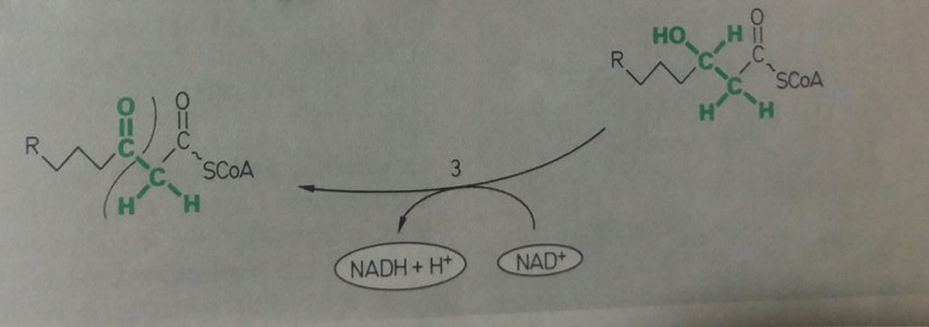 HO H O
R C C
C SCoA
H H
O O
R C C
C SCoA
H H
3
NADH + H⁺ NAD⁺